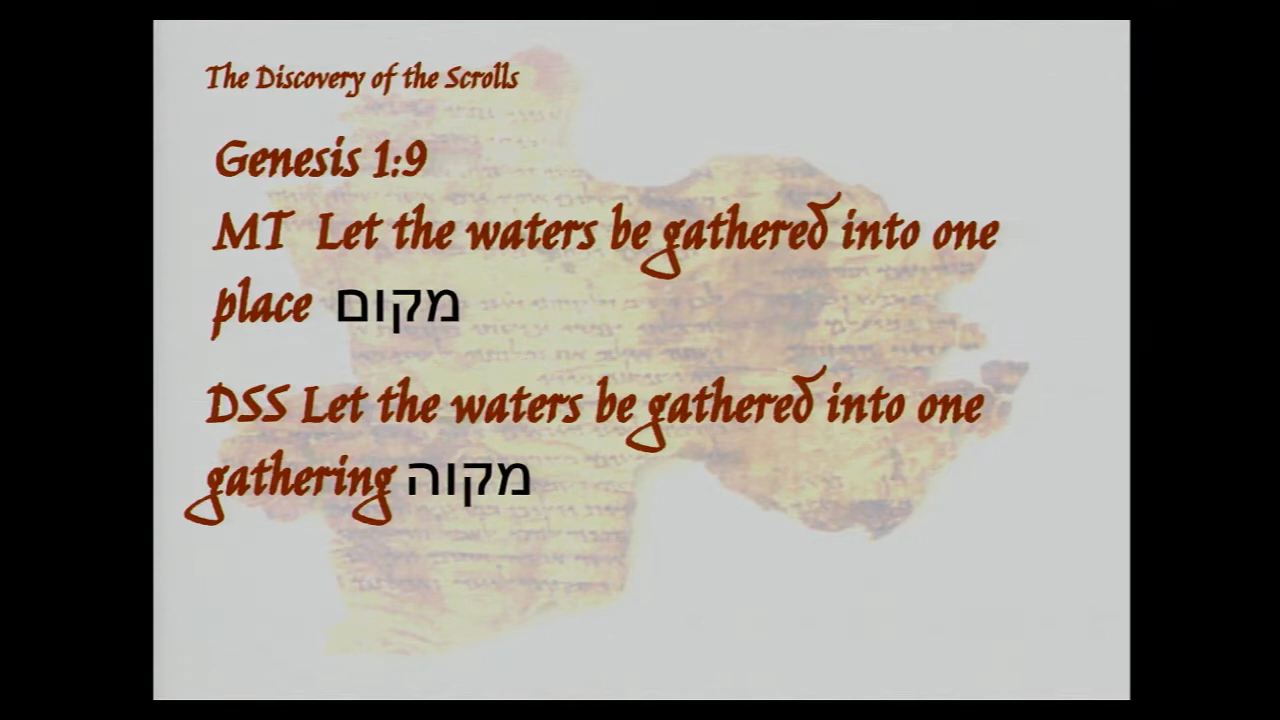 The Discovery of the Scrolls
Genesis 1:9
MT Let the waters be gathered into one
place מקום
DSS Let the waters be gathered into one
gathering מקוה